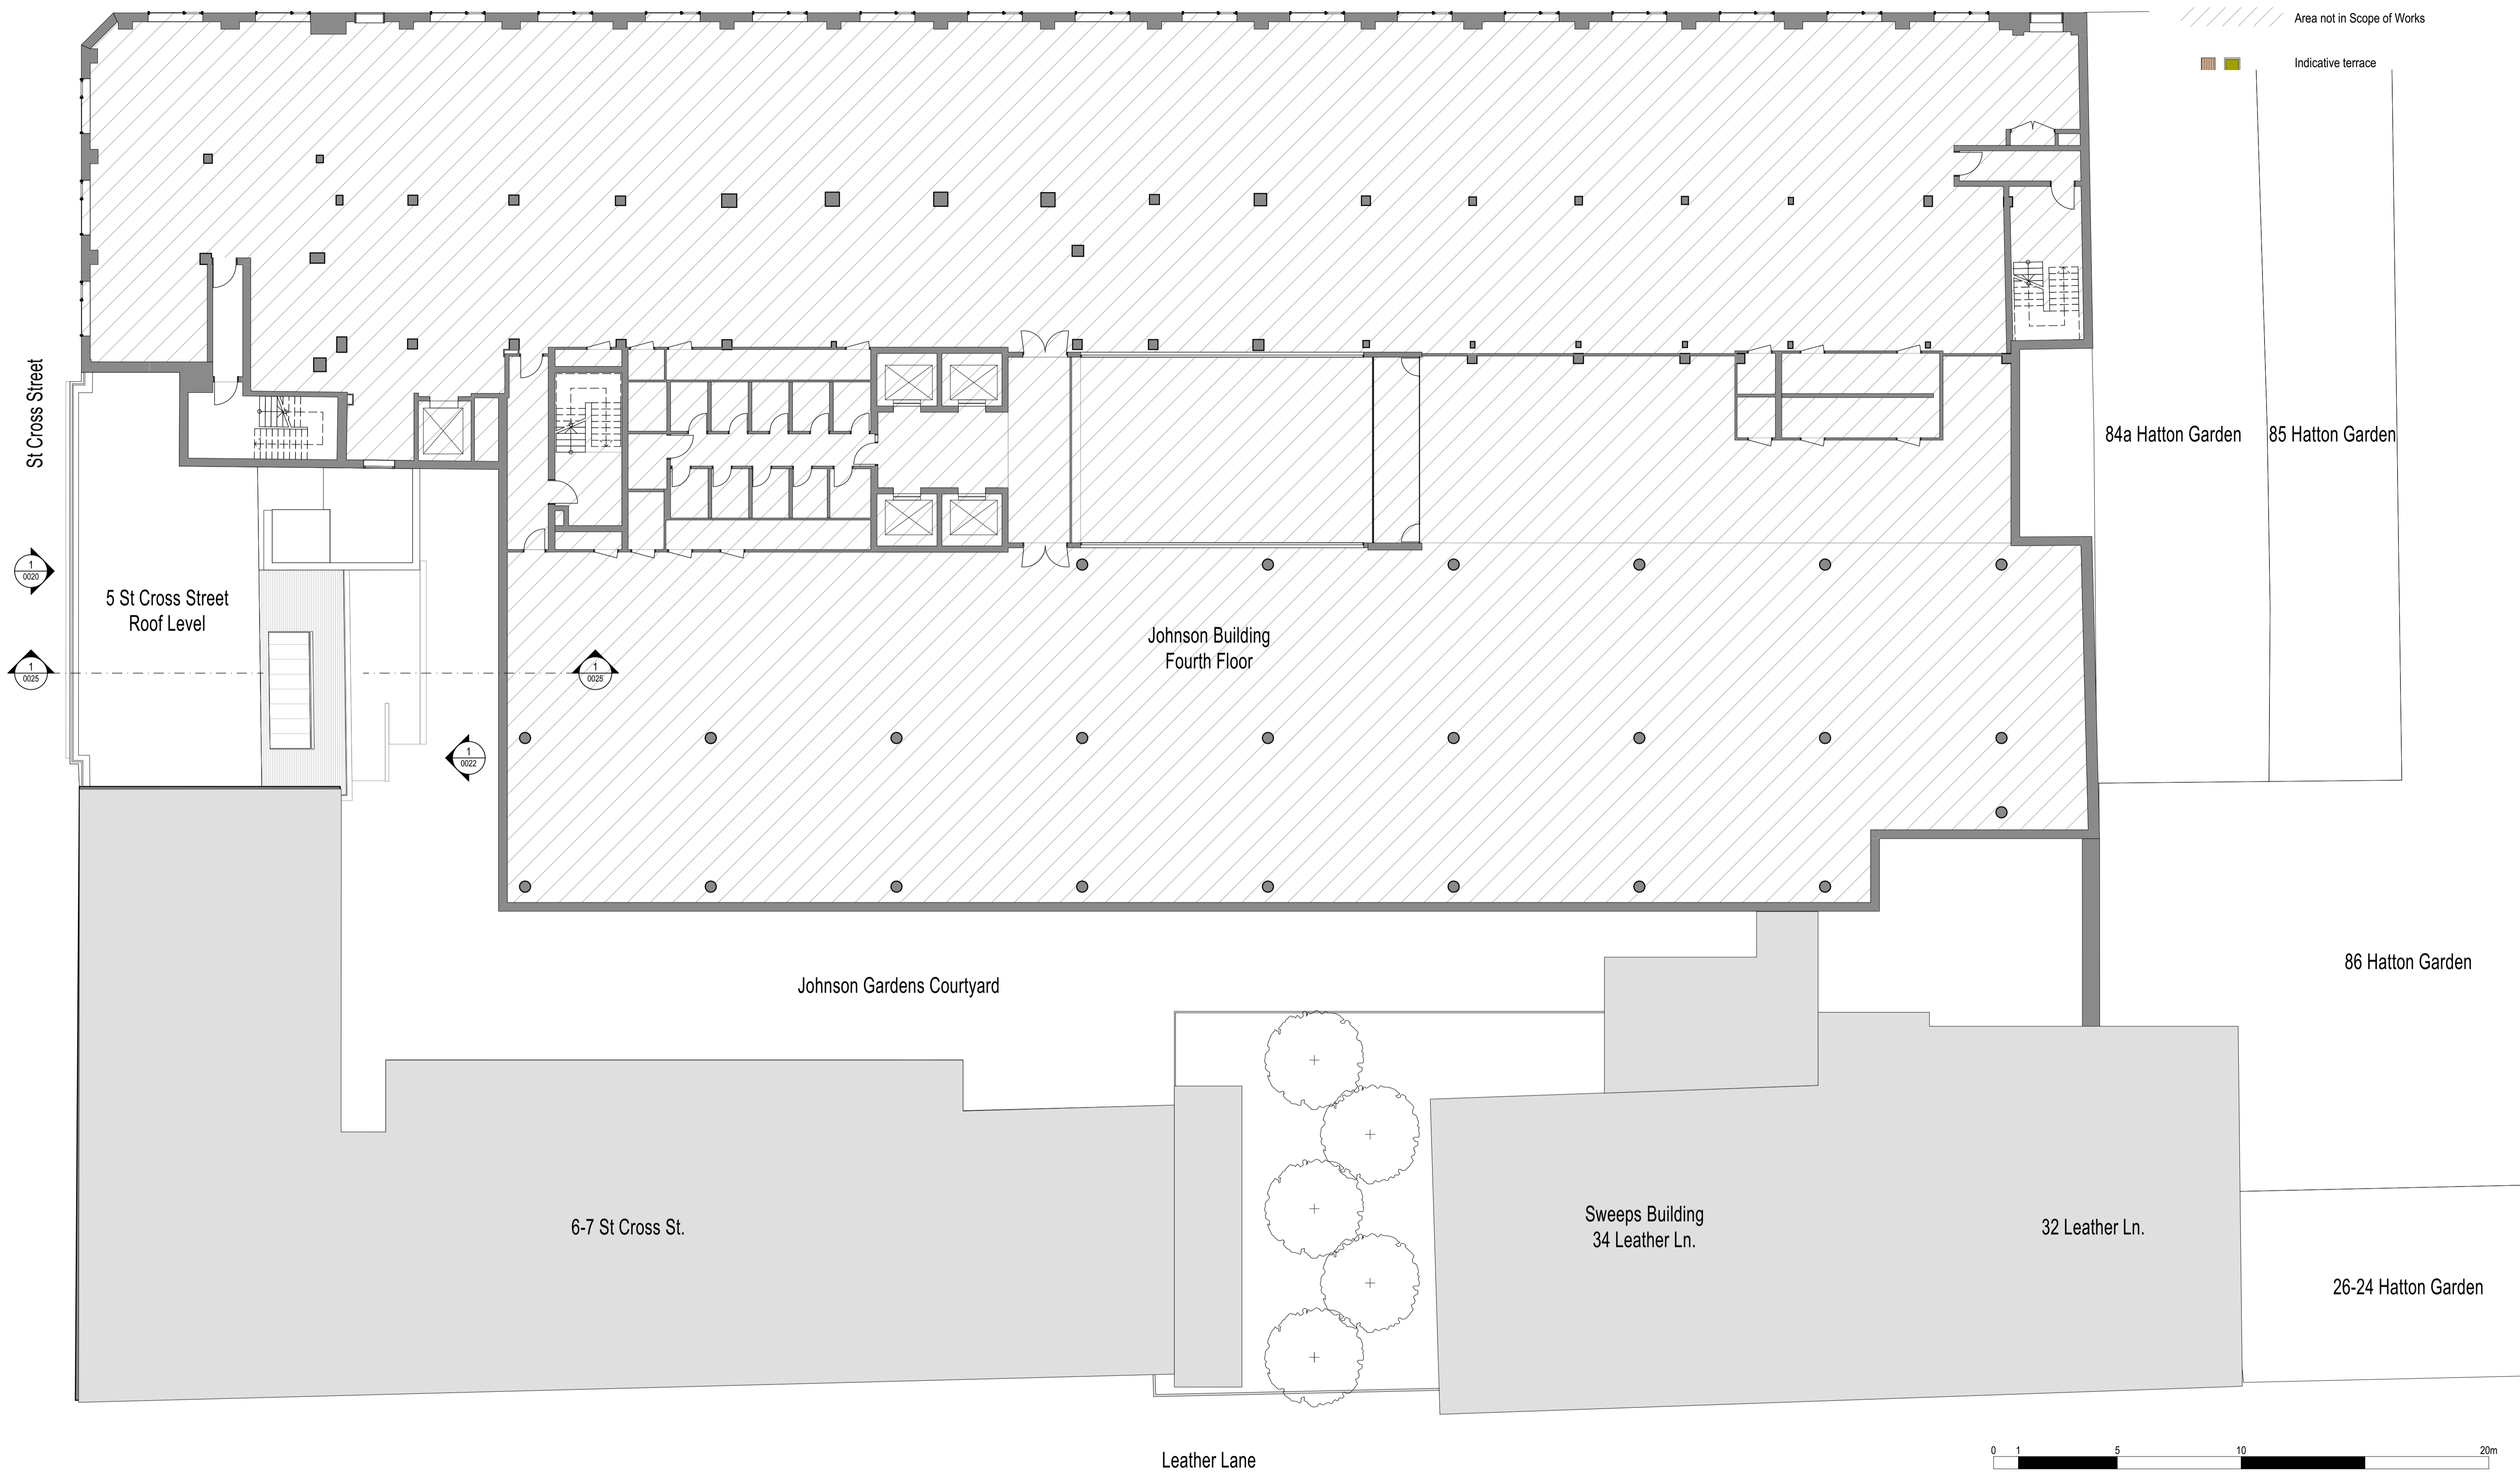 Area not in Scope of Works
Indicative terrace
St Cross Street
84a Hatton Garden
85 Hatton Garden
1
0020
5 St Cross Street
Roof Level
1
0025
1
0025
Johnson Building
Fourth Floor
1
0022
86 Hatton Garden
Johnson Gardens Courtyard
6-7 St Cross St.
Sweeps Building
34 Leather Ln.
32 Leather Ln.
26-24 Hatton Garden
Leather Lane
0 1 5 10 20m